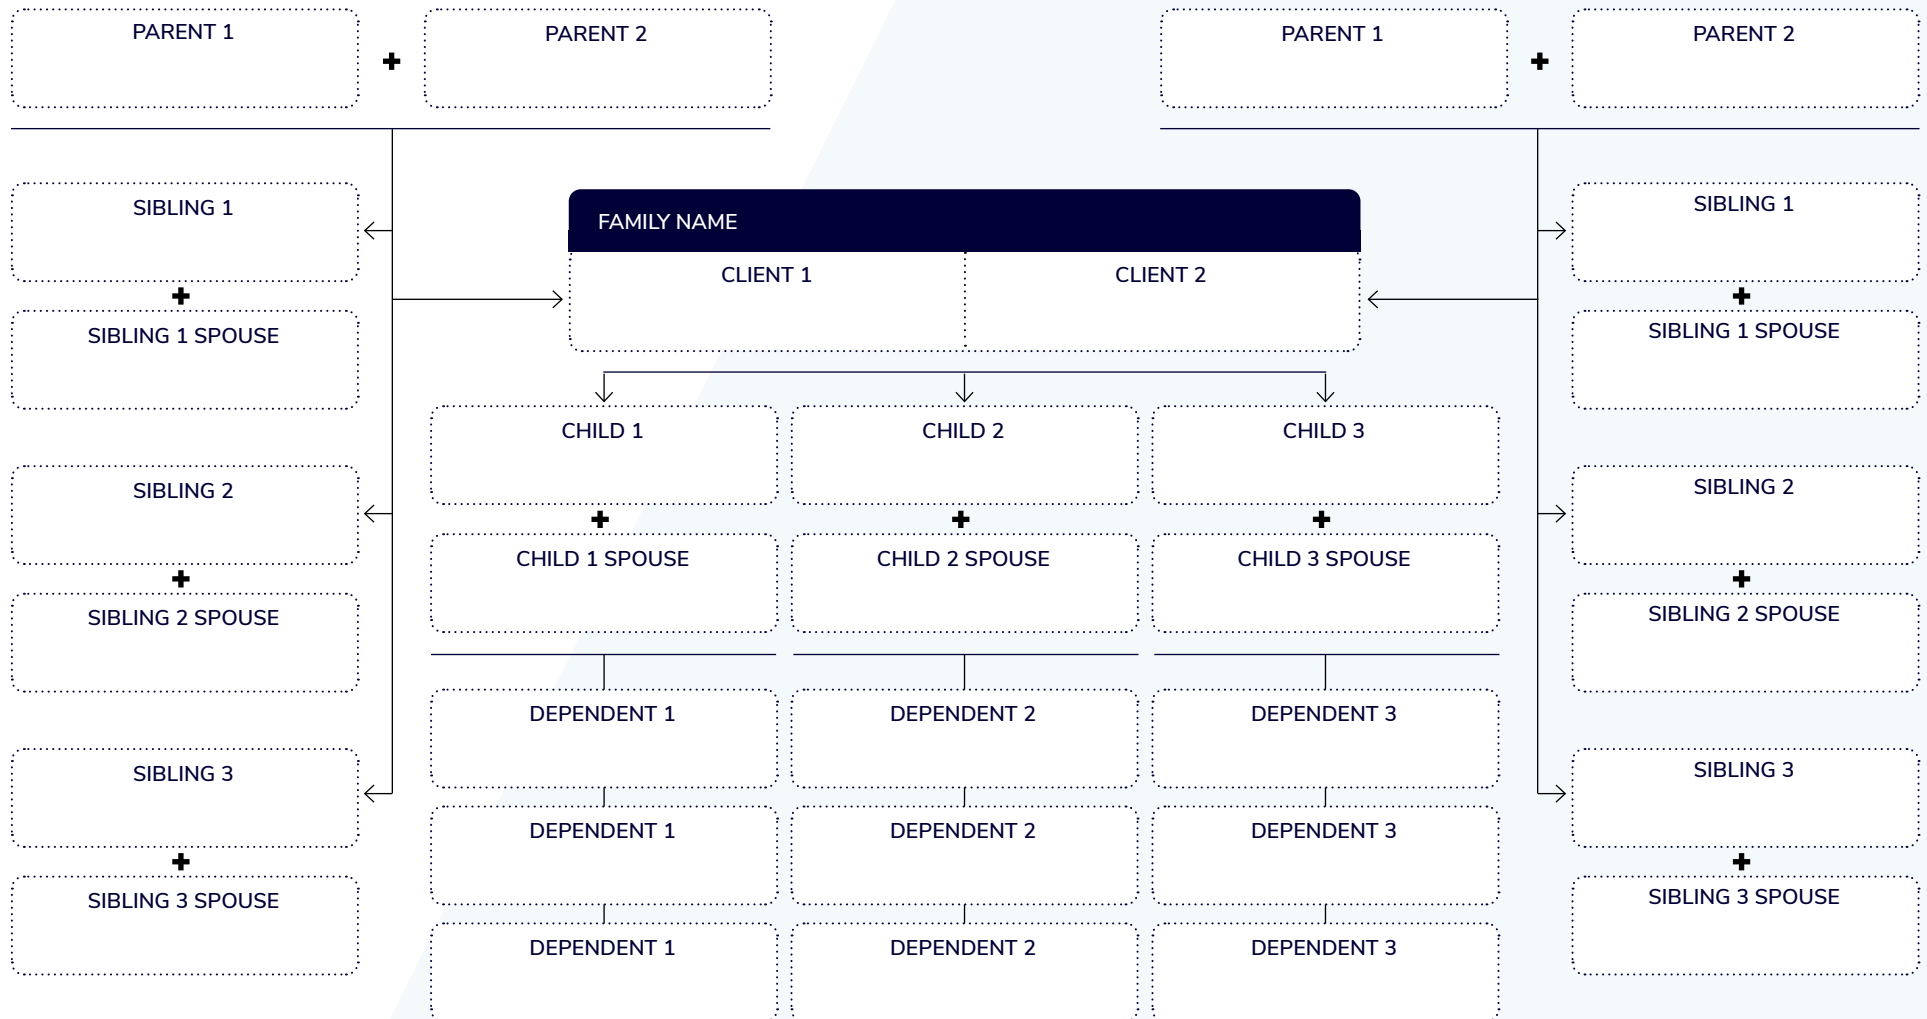 PARENT 1
PARENT 2
PARENT 1
PARENT 2
SIBLING 1
SIBLING 1 SPOUSE
SIBLING 2
SIBLING 2 SPOUSE
SIBLING 3
SIBLING 3 SPOUSE
FAMILY NAME
CLIENT 1
CLIENT 2
CHILD 1
CHILD 2
CHILD 3
CHILD 1 SPOUSE
CHILD 2 SPOUSE
CHILD 3 SPOUSE
DEPENDENT 1
DEPENDENT 2
DEPENDENT 3
DEPENDENT 1
DEPENDENT 2
DEPENDENT 3
DEPENDENT 1
DEPENDENT 2
DEPENDENT 3
SIBLING 1
SIBLING 1 SPOUSE
SIBLING 2
SIBLING 2 SPOUSE
SIBLING 3
SIBLING 3 SPOUSE